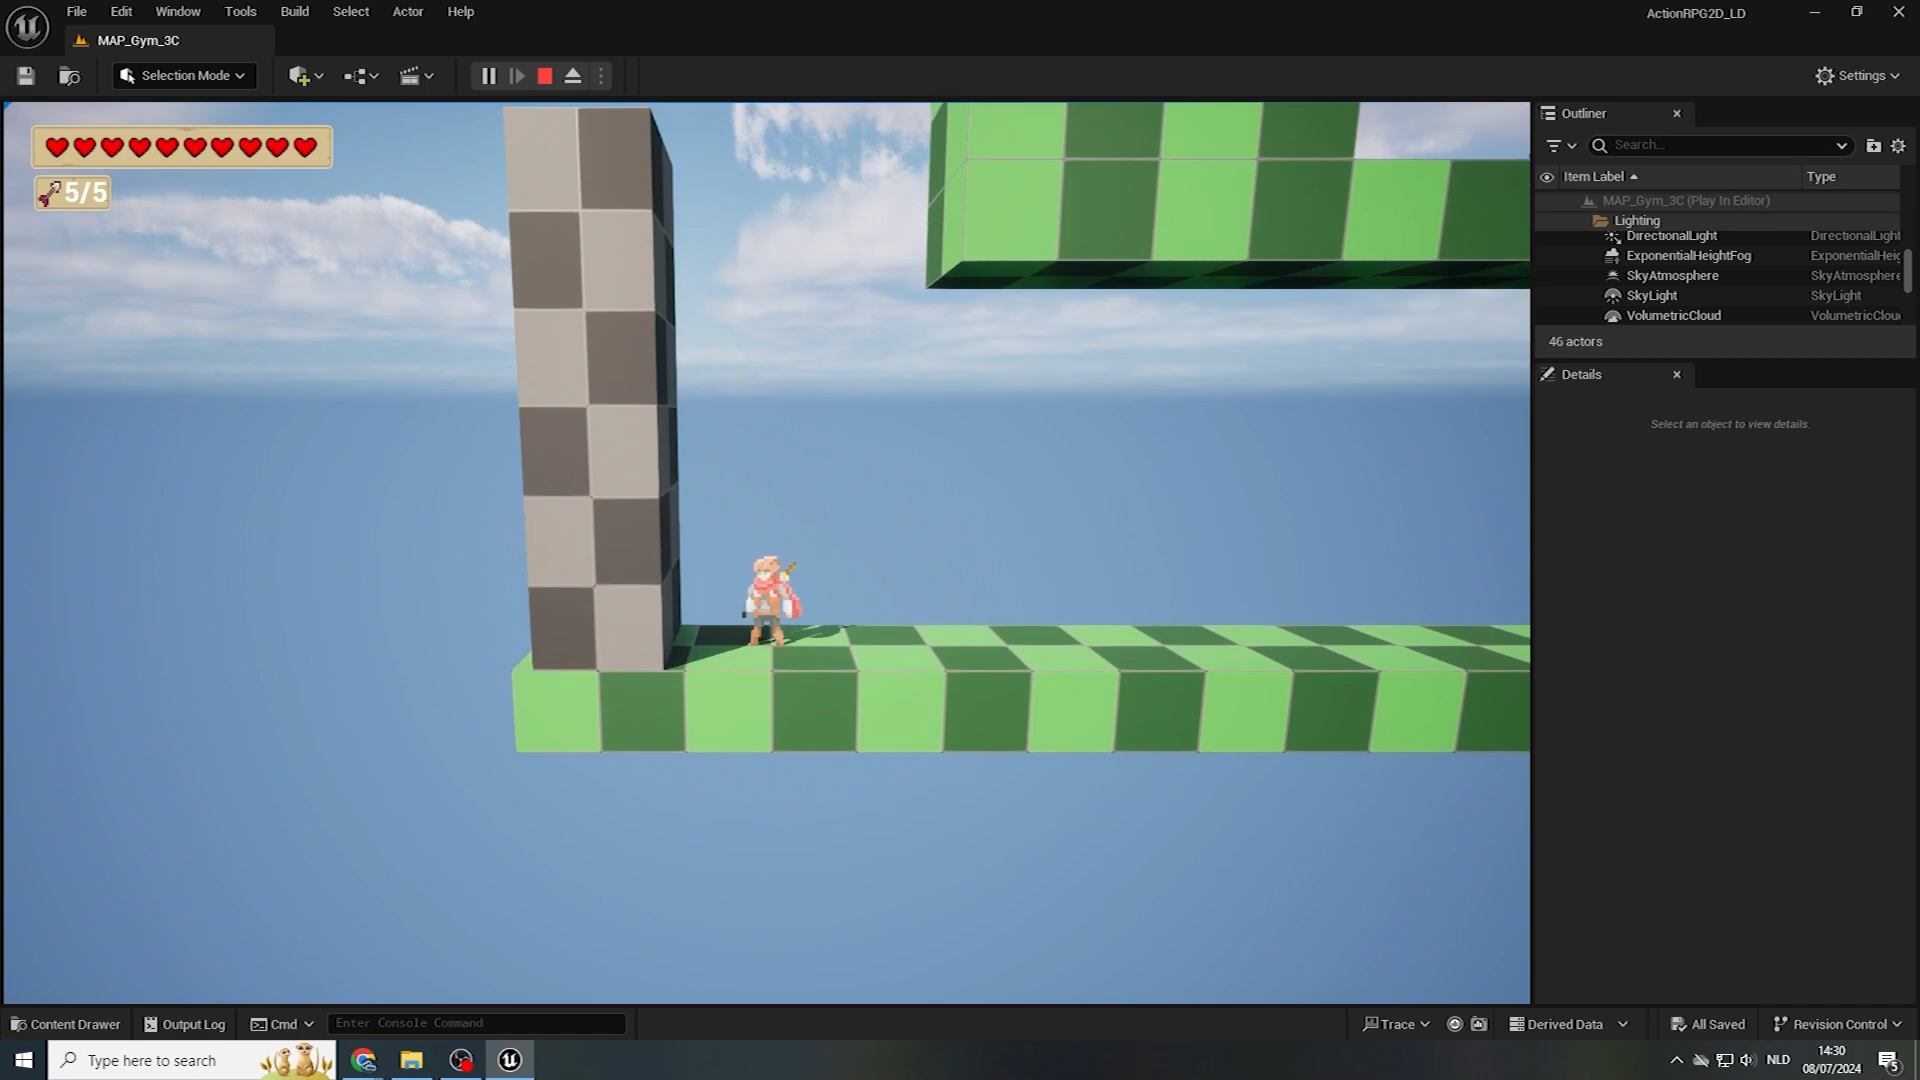 File Edit Window Tools Build Select Actor Help
ActionRPG2D_LD
MAP_Gym_3C
Selection Mode
Settings
5/5
Outliner
Search...
Item Label
Type
MAP_Gym_3C (Play In Editor)
Lighting
DirectionalLight DirectionalLight
ExponentialHeightFog ExponentialHeig
SkyAtmosphere SkyAtmosphere
SkyLight SkyLight
VolumetricCloud VolumetricClou
46 actors
Details
Select an object to view details.
Content Drawer
Output Log
Cmd
Enter Console Command
Trace
Derived Data
All Saved
Revision Control
Type here to search
NLD
14:30
08/07/2024
5